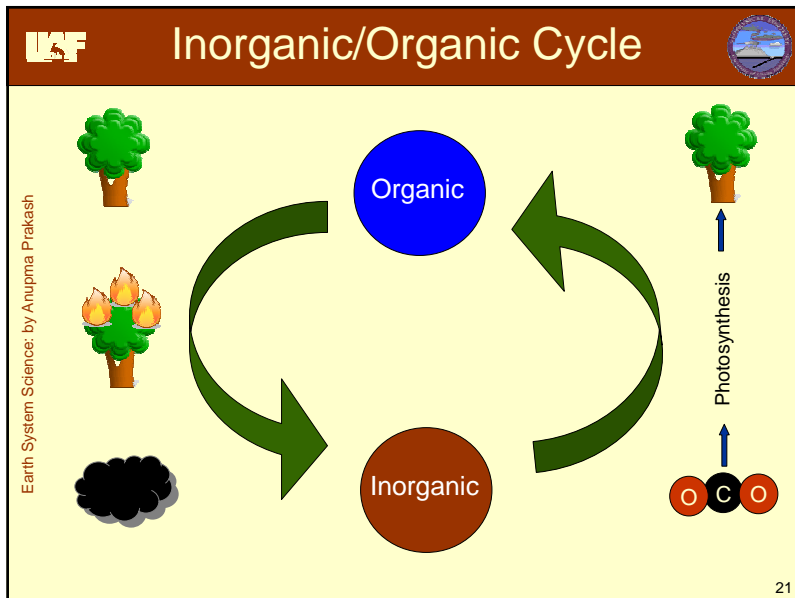 UAF
Inorganic/Organic Cycle
Earth System Science: by Anupma Prakash
Organic
Inorganic
Photosynthesis
O C O
21